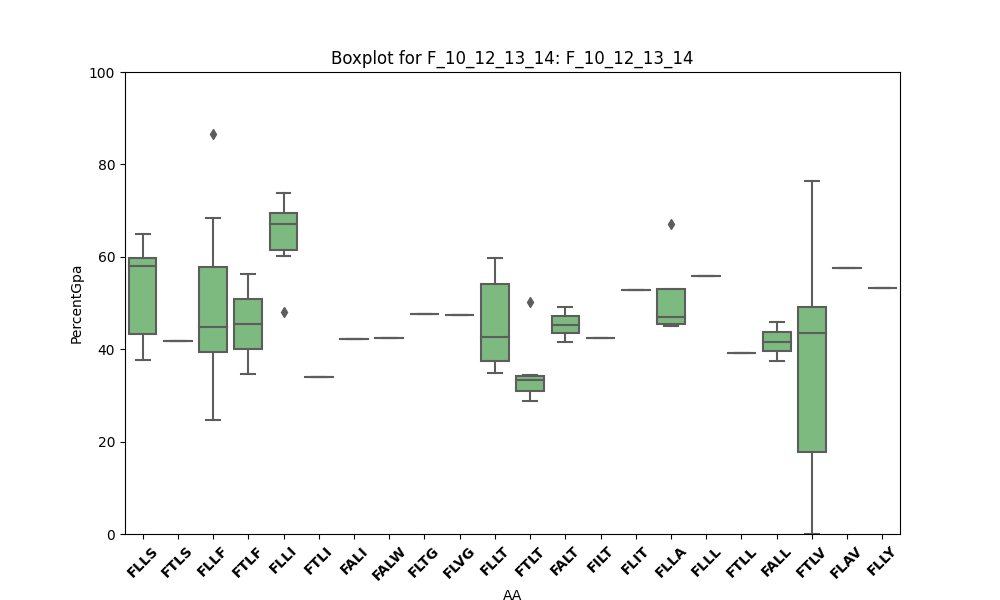 Boxplot for F_10_12_13_14: F_10_12_13_14
PercentGpa
100
80
60
40
20
0
FLLS FTLS FLLF FTLF FLLI FTLI FALI FALW FLTG FLVG FLLT FTLT FALT FILT FLIT FLLA FLLL FTLL FALL FTLV FLAV FLLY
AA